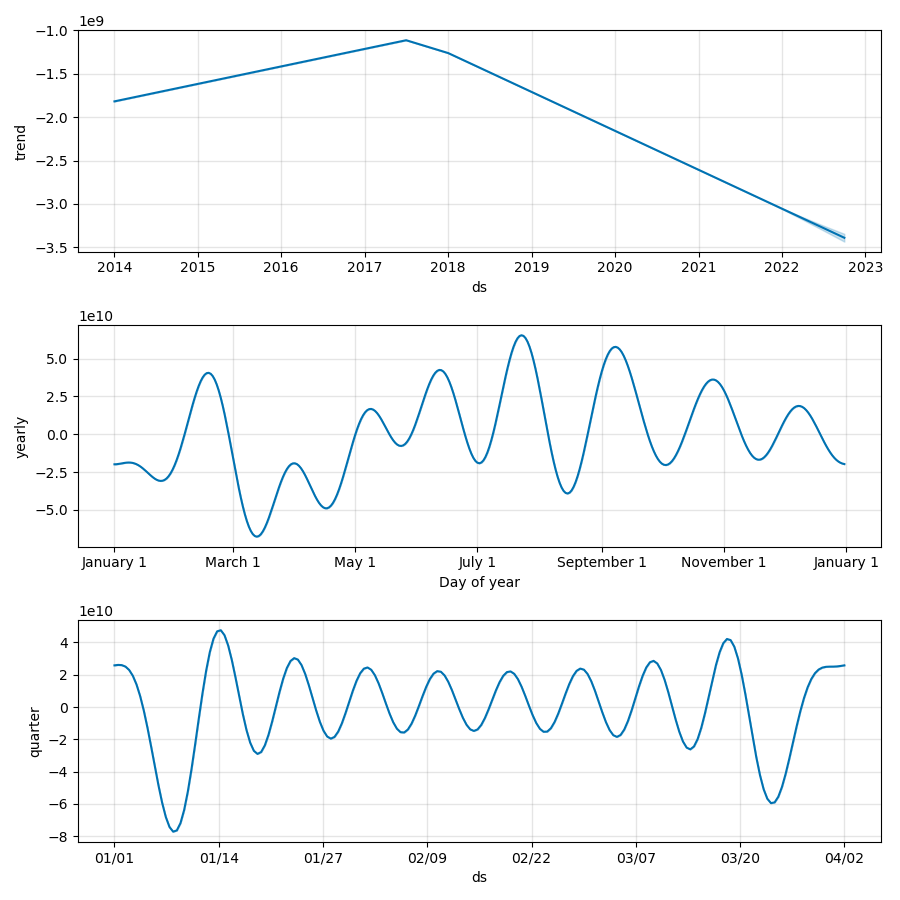 1e9
−1.0
−1.5
−2.0
−2.5
−3.0
−3.5
trend
2014 2015 2016 2017 2018 2019 2020 2021 2022 2023
ds
1e10
5.0
2.5
0.0
−2.5
−5.0
yearly
January 1 March 1 May 1 July 1 September 1 November 1 January 1
Day of year
1e10
4
2
0
−2
−4
−6
−8
quarter
01/01 01/14 01/27 02/09 02/22 03/07 03/20 04/02
ds